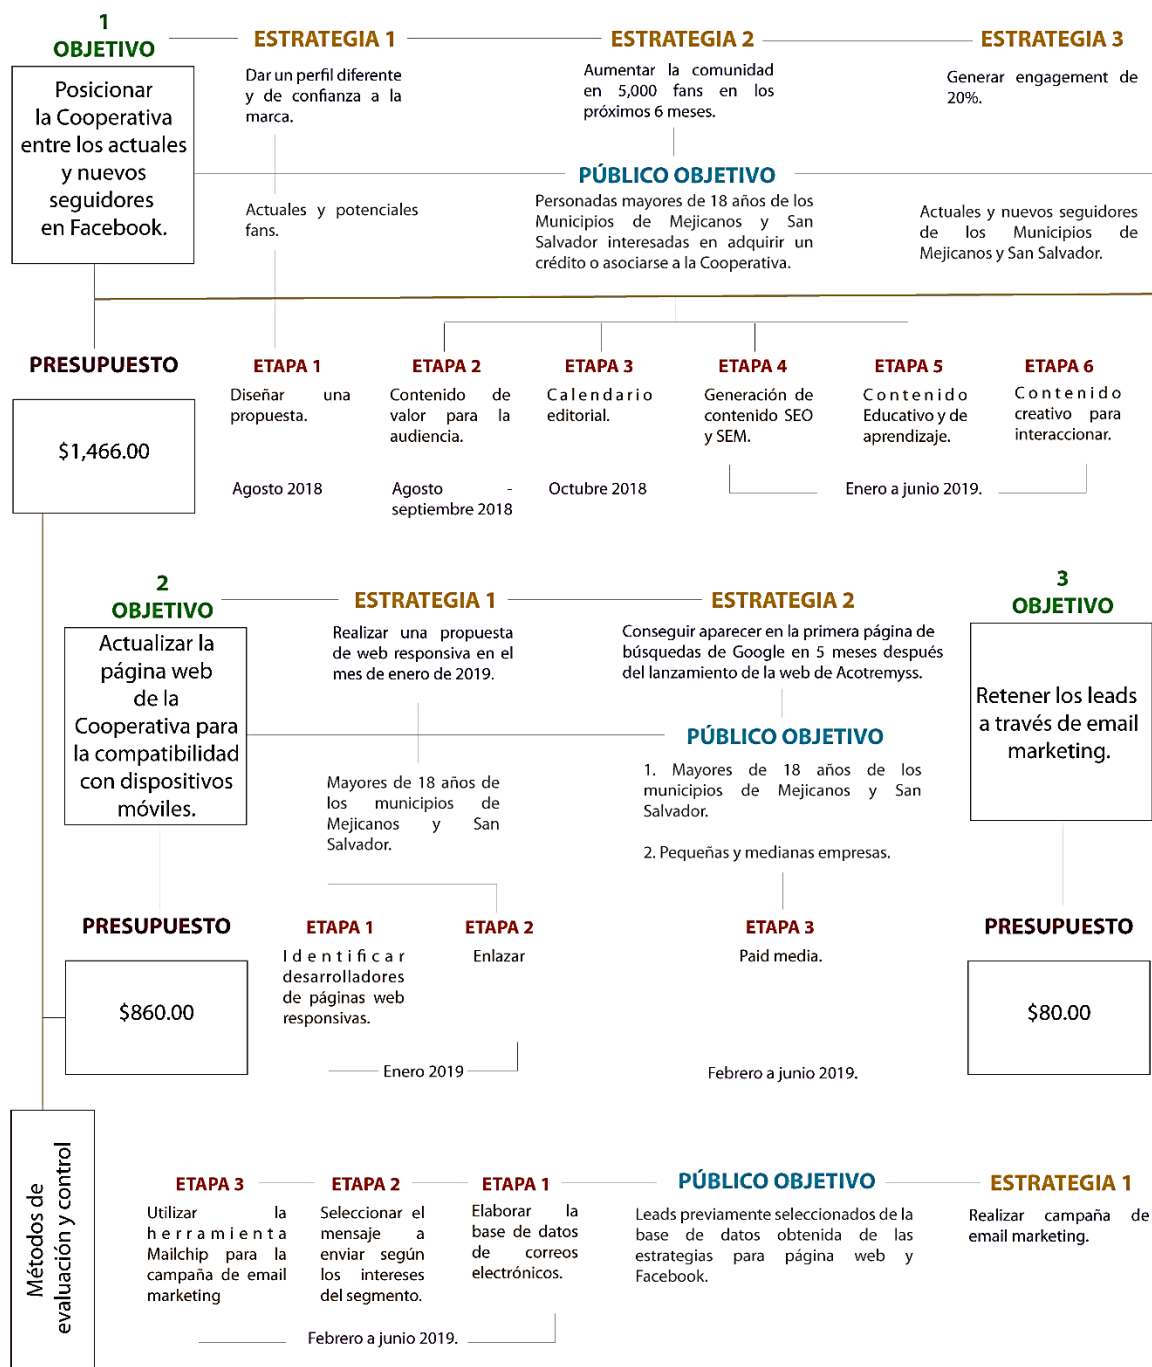 1
OBJETIVO
Posicionar
la Cooperativa
entre los actuales
y nuevos
seguidores
en Facebook.
ESTRATEGIA 1
Dar un perfil diferente
y de confianza a la
marca.
ESTRATEGIA 2
Aumentar la comunidad
en 5,000 fans en los
próximos 6 meses.
ESTRATEGIA 3
Generar engagement de
20%.
PÚBLICO OBJETIVO
Actuales y potenciales
fans.
Personadas mayores de 18 años de los
Municipios de Mejicanos y San
Salvador interesadas en adquirir un
crédito o asociarse a la Cooperativa.
Actuales y nuevos seguidores
de los Municipios de
Mejicanos y San Salvador.
PRESUPUESTO
$1,466.00
ETAPA 1
Diseñar una
propuesta.
Agosto 2018
ETAPA 2
Contenido de
valor para la
audiencia.
Agosto -
septiembre 2018
ETAPA 3
Calendario
editorial.
Octubre 2018
ETAPA 4
Generación de
contenido SEO
y SEM.
ETAPA 5
Contenido
Educativo y de
aprendizaje.
ETAPA 6
Contenido
creativo para
interaccionar.
Enero a junio 2019.
2
OBJETIVO
Actualizar la
página web
de la
Cooperativa para
la compatibilidad
con dispositivos
móviles.
ESTRATEGIA 1
Realizar una propuesta
de web responsiva en el
mes de enero de 2019.
ESTRATEGIA 2
Conseguir aparecer en la primera página de
búsquedas de Google en 5 meses después
del lanzamiento de la web de Acotremyss.
PÚBLICO OBJETIVO
Mayores de 18 años de
los municipios de
Mejicanos y San
Salvador.
1. Mayores de 18 años de los
municipios de Mejicanos y San
Salvador.
2. Pequeñas y medianas empresas.
PRESUPUESTO
$860.00
ETAPA 1
Identificar
desarrolladores
de páginas web
responsivas.
ETAPA 2
Enlazar
Enero 2019
ETAPA 3
Paid media.
Febrero a junio 2019.
3
OBJETIVO
Retener los leads
a través de email
marketing.
PRESUPUESTO
$80.00
Métodos de
evaluación y control
ETAPA 3
Utilizar la
herramienta
Mailchip para la
campaña de email
marketing
ETAPA 2
Seleccionar el
mensaje a
enviar según
los intereses
del segmento.
ETAPA 1
Elaborar la
base de datos
de correos
electrónicos.
Febrero a junio 2019.
PÚBLICO OBJETIVO
Leads previamente seleccionados de la
base de datos obtenida de las
estrategias para página web y
Facebook.
ESTRATEGIA 1
Realizar campaña de
email marketing.